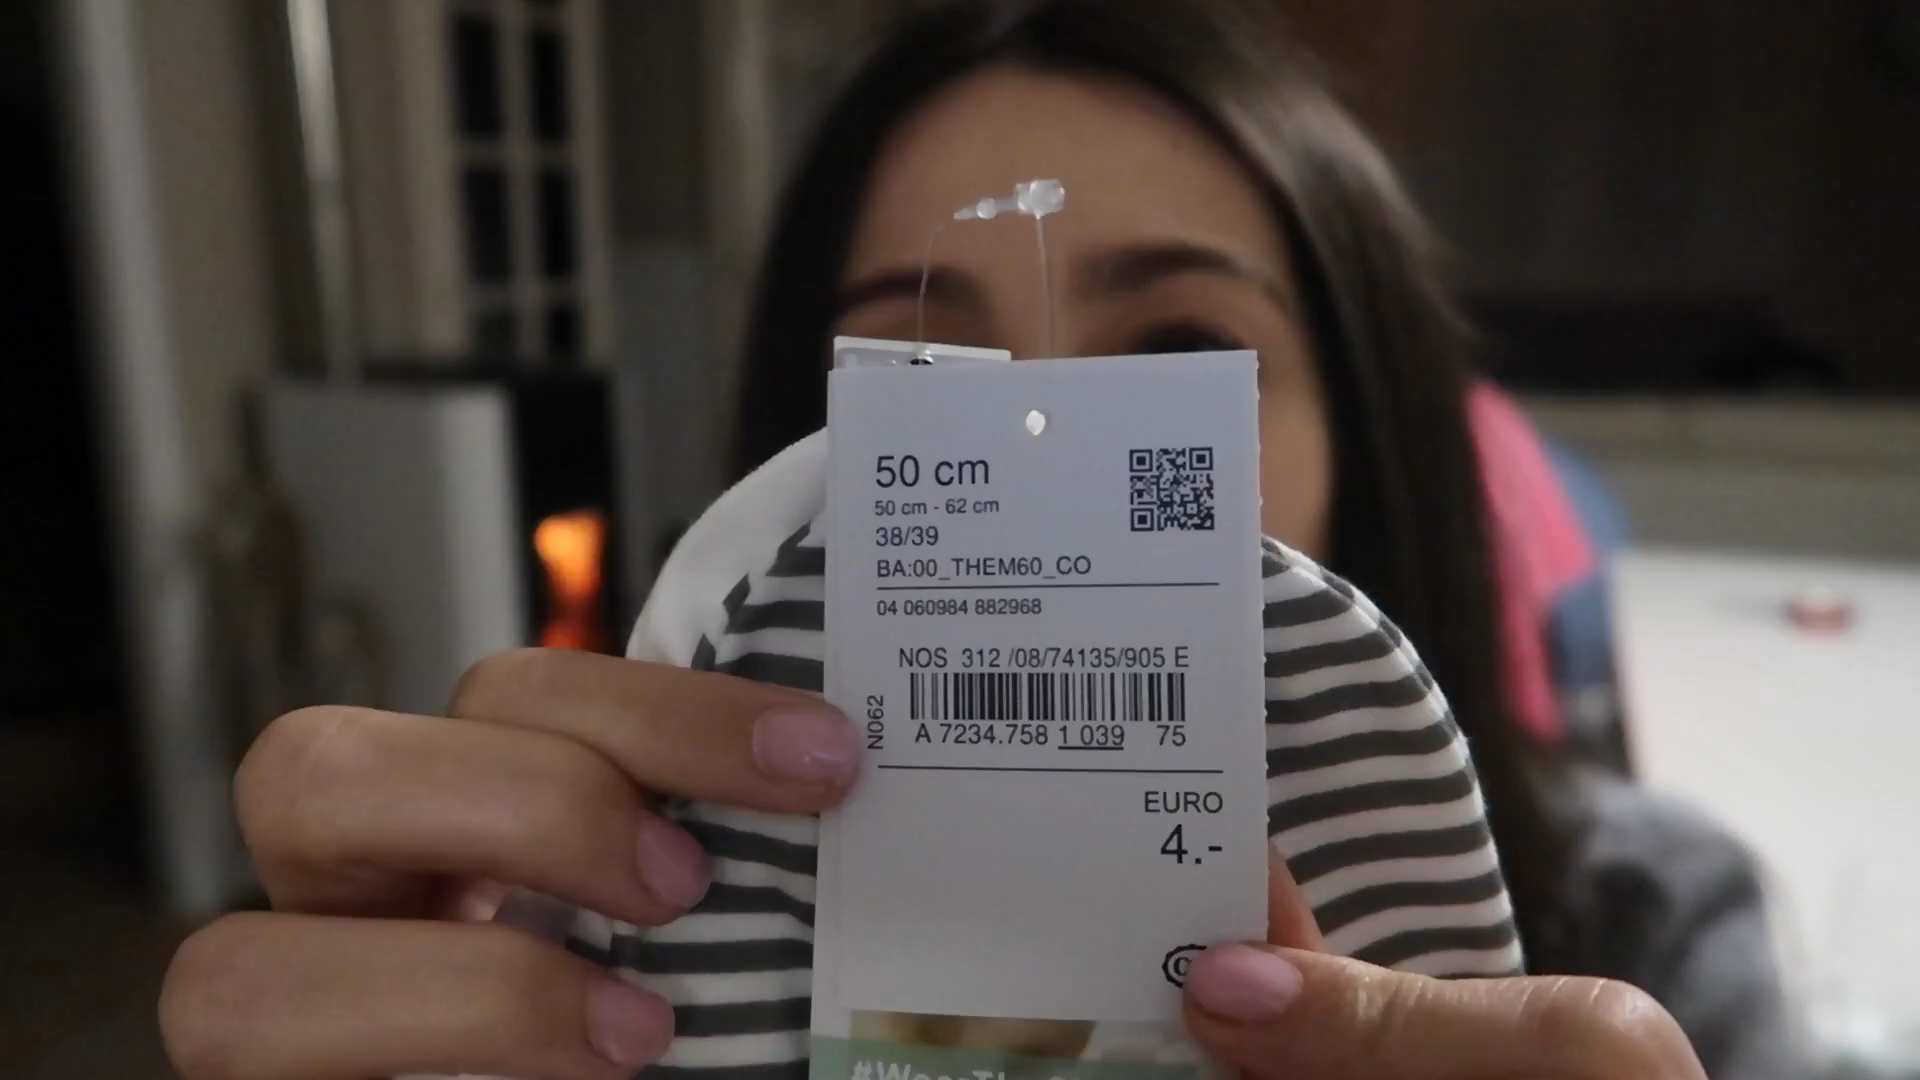 50 cm
50 cm - 62 cm
38/39
BA:00_THEM60_CO
04 060984 882968
NOS 312 /08/74135/905 E
N062
A 7234.758 1 039 75
EURO
4.-